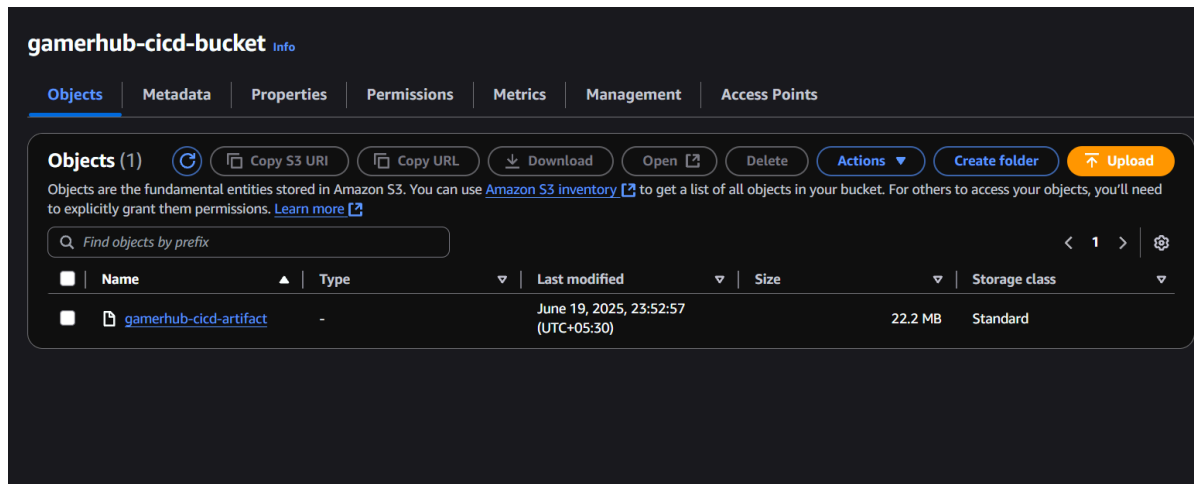 gamerhub-cicd-bucket Info
Objects Metadata Properties Permissions Metrics Management Access Points
Objects (1) Copy S3 URI Copy URL Download Open Delete Actions Create folder Upload
Objects are the fundamental entities stored in Amazon S3. You can use Amazon S3 inventory to get a list of all objects in your bucket. For others to access your objects, you'll need
to explicitly grant them permissions. Learn more
Find objects by prefix 1
Name Type Last modified Size Storage class
gamerhub-cicd-artifact - June 19, 2025, 23:52:57 22.2 MB Standard
(UTC+05:30)